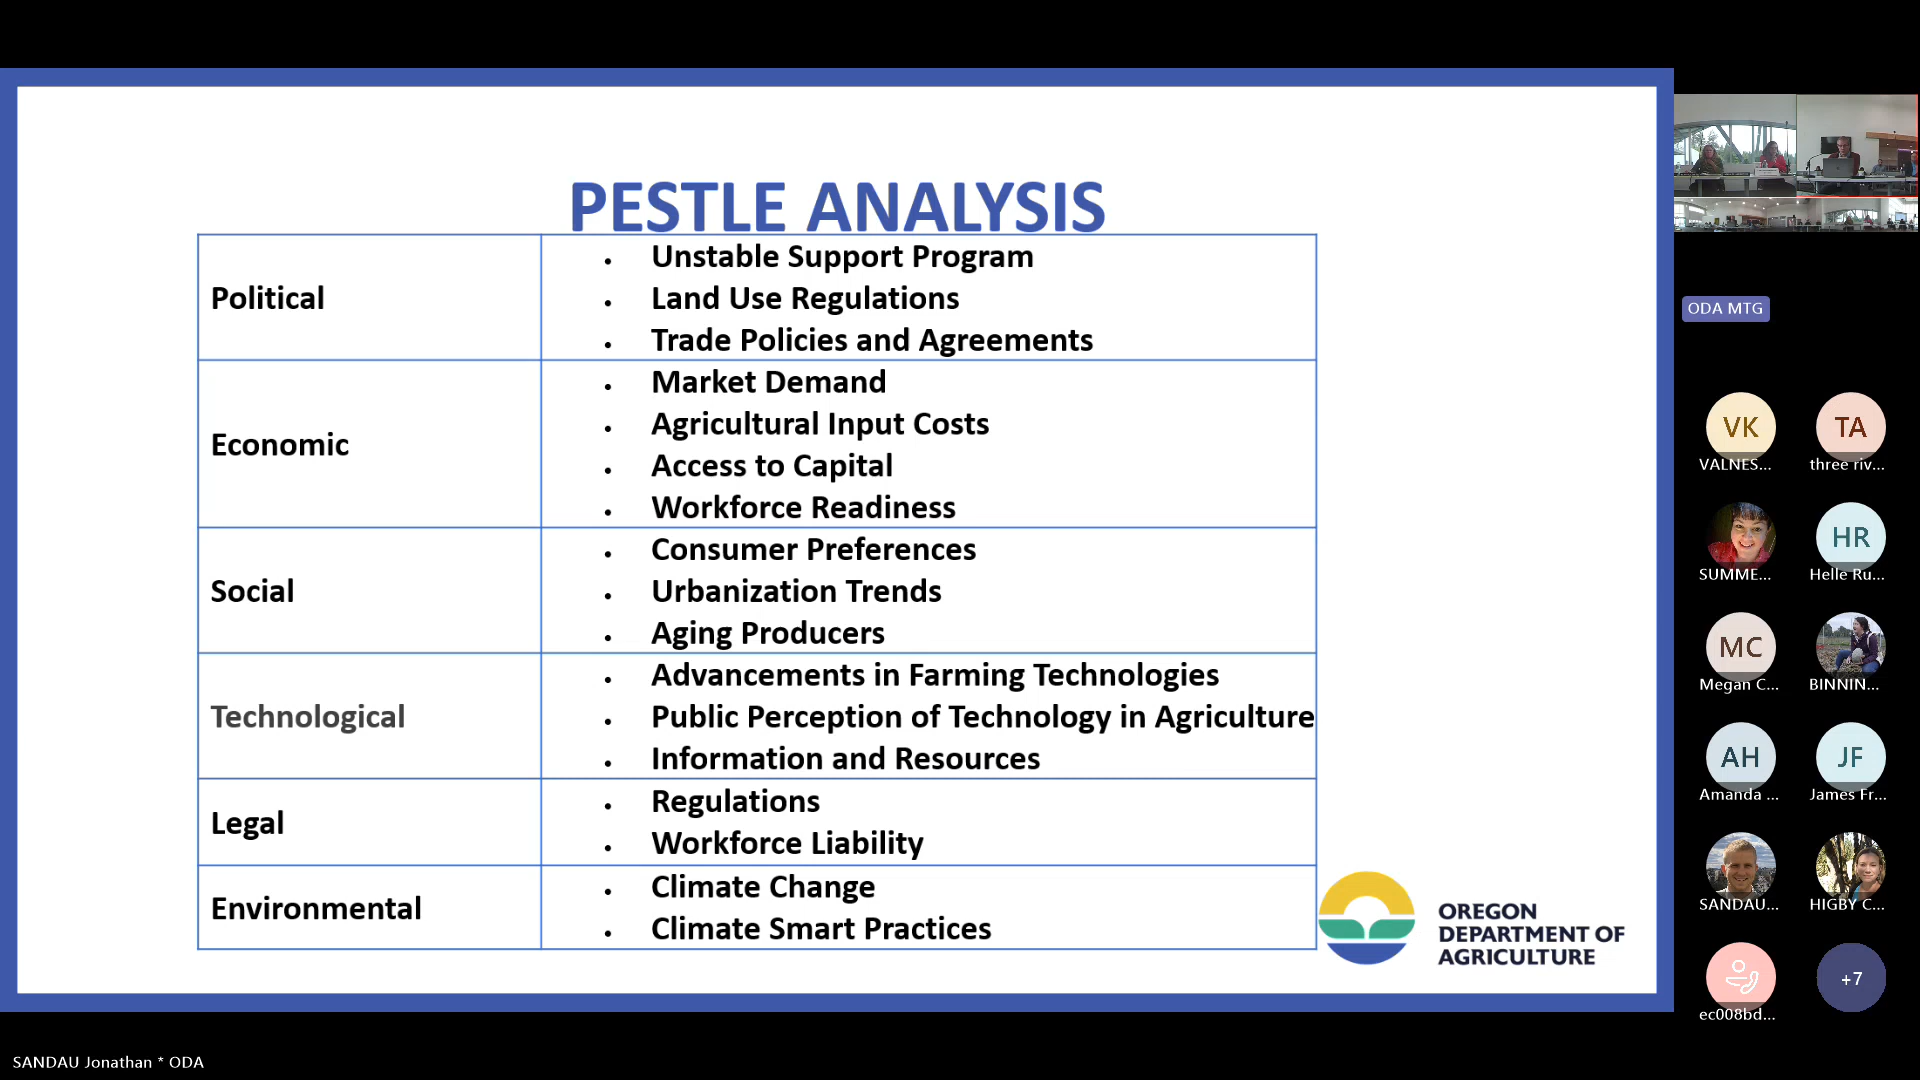 PESTLE ANALYSIS
Political
Unstable Support Program
Land Use Regulations
Trade Policies and Agreements
Economic
Market Demand
Agricultural Input Costs
Access to Capital
Workforce Readiness
Social
Consumer Preferences
Urbanization Trends
Aging Producers
Technological
Advancements in Farming Technologies
Public Perception of Technology in Agriculture
Information and Resources
Legal
Regulations
Workforce Liability
Environmental
Climate Change
Climate Smart Practices
OREGON
DEPARTMENT OF
AGRICULTURE
ODA MTG
VK
VALNES...
TA
three riv...
SUMME...
HR
Helle Ru...
MC
Megan C...
BINNIN...
AH
Amanda ...
JF
James Fr...
SANDAU...
HIGBY C...
ec008bd...
+7
SANDAU Jonathan * ODA